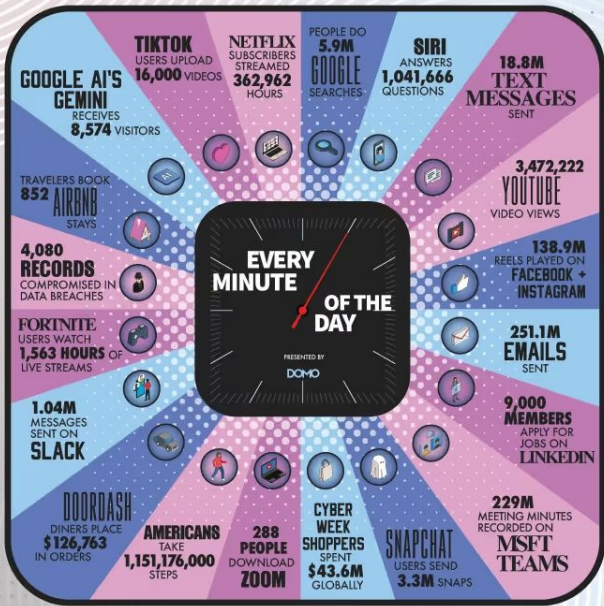 TIKTOK
USERS UPLOAD
16,000 VIDEOS
NETFLIX
SUBSCRIBERS
STREAMED
362,962
HOURS
PEOPLE DO
5.9M
GOOGLE
SEARCHES
SIRI
ANSWERS
1,041,666
QUESTIONS
18.8M
TEXT
MESSAGES
SENT
3,472,222
YOUTUBE
VIDEO VIEWS
138.9M
REELS PLAYED ON
FACEBOOK +
INSTAGRAM
251.1M
EMAILS
SENT
9,000
MEMBERS
APPLY FOR
JOBS ON
LINKEDIN
229M
MEETING MINUTES
RECORDED ON
MSFT
TEAMS
SNAPCHAT
USERS SEND
3.3M SNAPS
CYBER
WEEK
SHOPPERS
SPENT
$43.6M
GLOBALLY
288
PEOPLE
DOWNLOAD
ZOOM
AMERICANS
TAKE
1,151,176,000
STEPS
DOORDASH
DINERS PLACE
$126,763
IN ORDERS
1.04M
MESSAGES
SENT ON
SLACK
FORTNITE
USERS WATCH
1,563 HOURS OF
LIVE STREAMS
4,080
RECORDS
COMPROMISED IN
DATA BREACHES
TRAVELERS BOOK
852 AIRBNB
STAYS
GOOGLE AI'S
GEMINI
RECEIVES
8,574 VISITORS
EVERY
MINUTE
OF THE
DAY
PRESENTED BY
DOMO